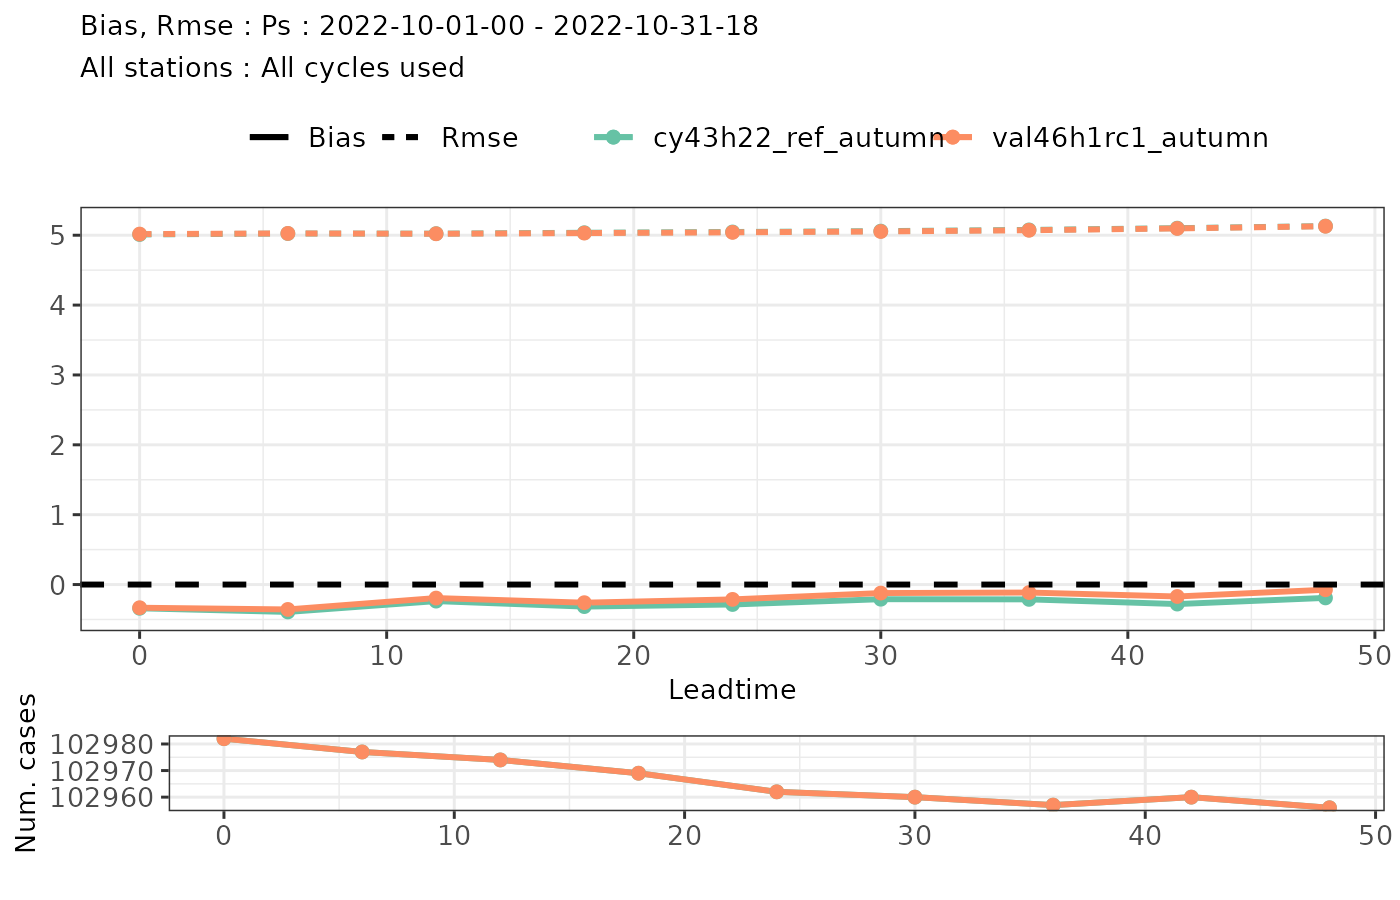 Bias, Rmse : Ps : 2022-10-01-00 - 2022-10-31-18
All stations : All cycles used
Bias Rmse cy43h22_ref_autumn val46h1rc1_autumn
5
4
3
2
1
0
0 10 20 30 40 50
Leadtime
Num. cases
102980
102970
102960
0 10 20 30 40 50